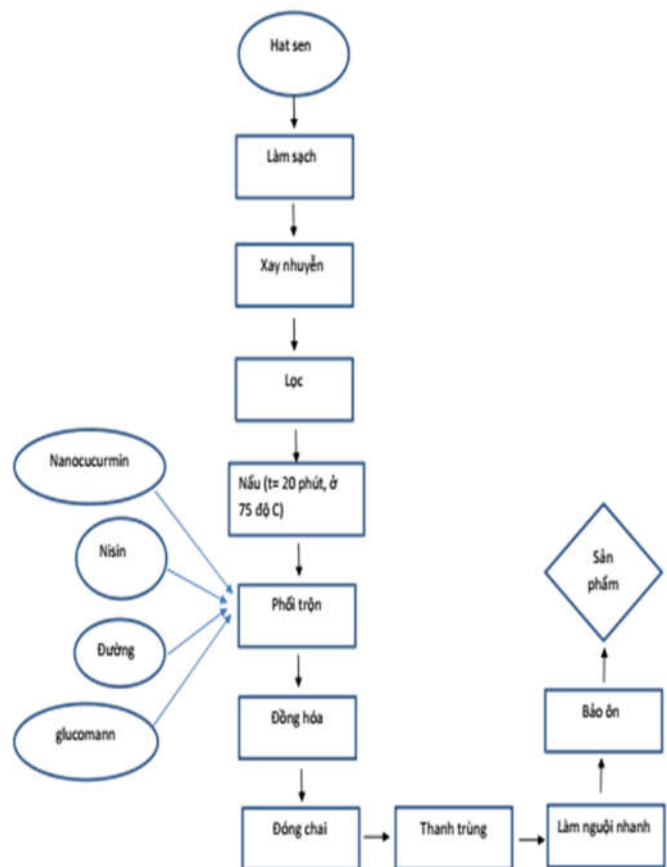 Hat sen
Làm sạch
Xay nhuyễn
Lọc
Nấu (t= 20 phút, ở
75 độ C)
Nanocucurmin
Nisin
Đường
glucomann
Phối trộn
Đồng hóa
Đóng chai
Thanh trùng
Làm nguội nhanh
Bảo ôn
Sản
phẩm